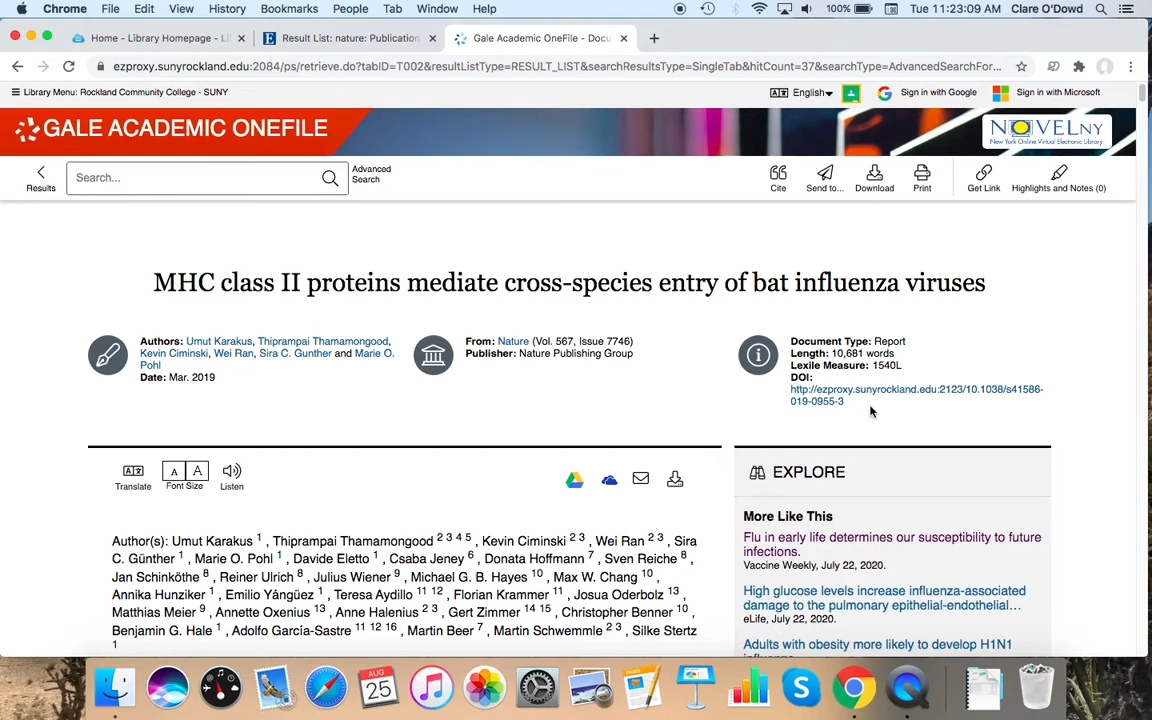 Chrome File Edit View History Bookmarks People Tab Window Help 100% Tue 11:23:09 AM Clare O'Dowd
Home - Library Homepage - Li
Result List: nature: Publication
Gale Academic OneFile - Docu
ezproxy.sunyrockland.edu:2084/ps/retrieve.do?tabID=T002&resultListType=RESULT_LIST&searchResultsType=SingleTab&hitCount=37&searchType=AdvancedSearchFor...
Library Menu: Rockland Community College - SUNY
English
Sign in with Google
Sign in with Microsoft
GALE ACADEMIC ONEFILE
NOVELNY
New York Online Virtual Electronic Library
Results
Search...
Advanced
Search
Cite
Send to...
Download
Print
Get Link
Highlights and Notes (0)
MHC class II proteins mediate cross-species entry of bat influenza viruses
Authors: Umut Karakus, Thiprampai Thamamongood,
Kevin Ciminski, Wei Ran, Sira C. Gunther and Marie O.
Pohl
Date: Mar. 2019
From: Nature (Vol. 567, Issue 7746)
Publisher: Nature Publishing Group
Document Type: Report
Length: 10,681 words
Lexile Measure: 1540L
DOI:
http://ezproxy.sunyrockland.edu:2123/10.1038/s41586-
019-0955-3
Translate
A A
Font Size
Listen
Author(s): Umut Karakus 1 , Thiprampai Thamamongood 2 3 4 5 , Kevin Ciminski 2 3 , Wei Ran 2 3 , Sira
C. Günther 1 , Marie O. Pohl 1 , Davide Eletto 1 , Csaba Jeney 6 , Donata Hoffmann 7 , Sven Reiche 8 ,
Jan Schinköthe 8 , Reiner Ulrich 8 , Julius Wiener 9 , Michael G. B. Hayes 10 , Max W. Chang 10 ,
Annika Hunziker 1 , Emilio Yángüez 1 , Teresa Aydillo 11 12 , Florian Krammer 11 , Josua Oderbolz 13 ,
Matthias Meier 9 , Annette Oxenius 13 , Anne Halenius 2 3 , Gert Zimmer 14 15 , Christopher Benner 10 ,
Benjamin G. Hale 1 , Adolfo García-Sastre 11 12 16 , Martin Beer 7 , Martin Schwemmle 2 3 , Silke Stertz
1
EXPLORE
More Like This
Flu in early life determines our susceptibility to future
infections.
Vaccine Weekly, July 22, 2020.
High glucose levels increase influenza-associated
damage to the pulmonary epithelial-endothelial...
eLife, July 22, 2020.
Adults with obesity more likely to develop H1N1
AUG
25